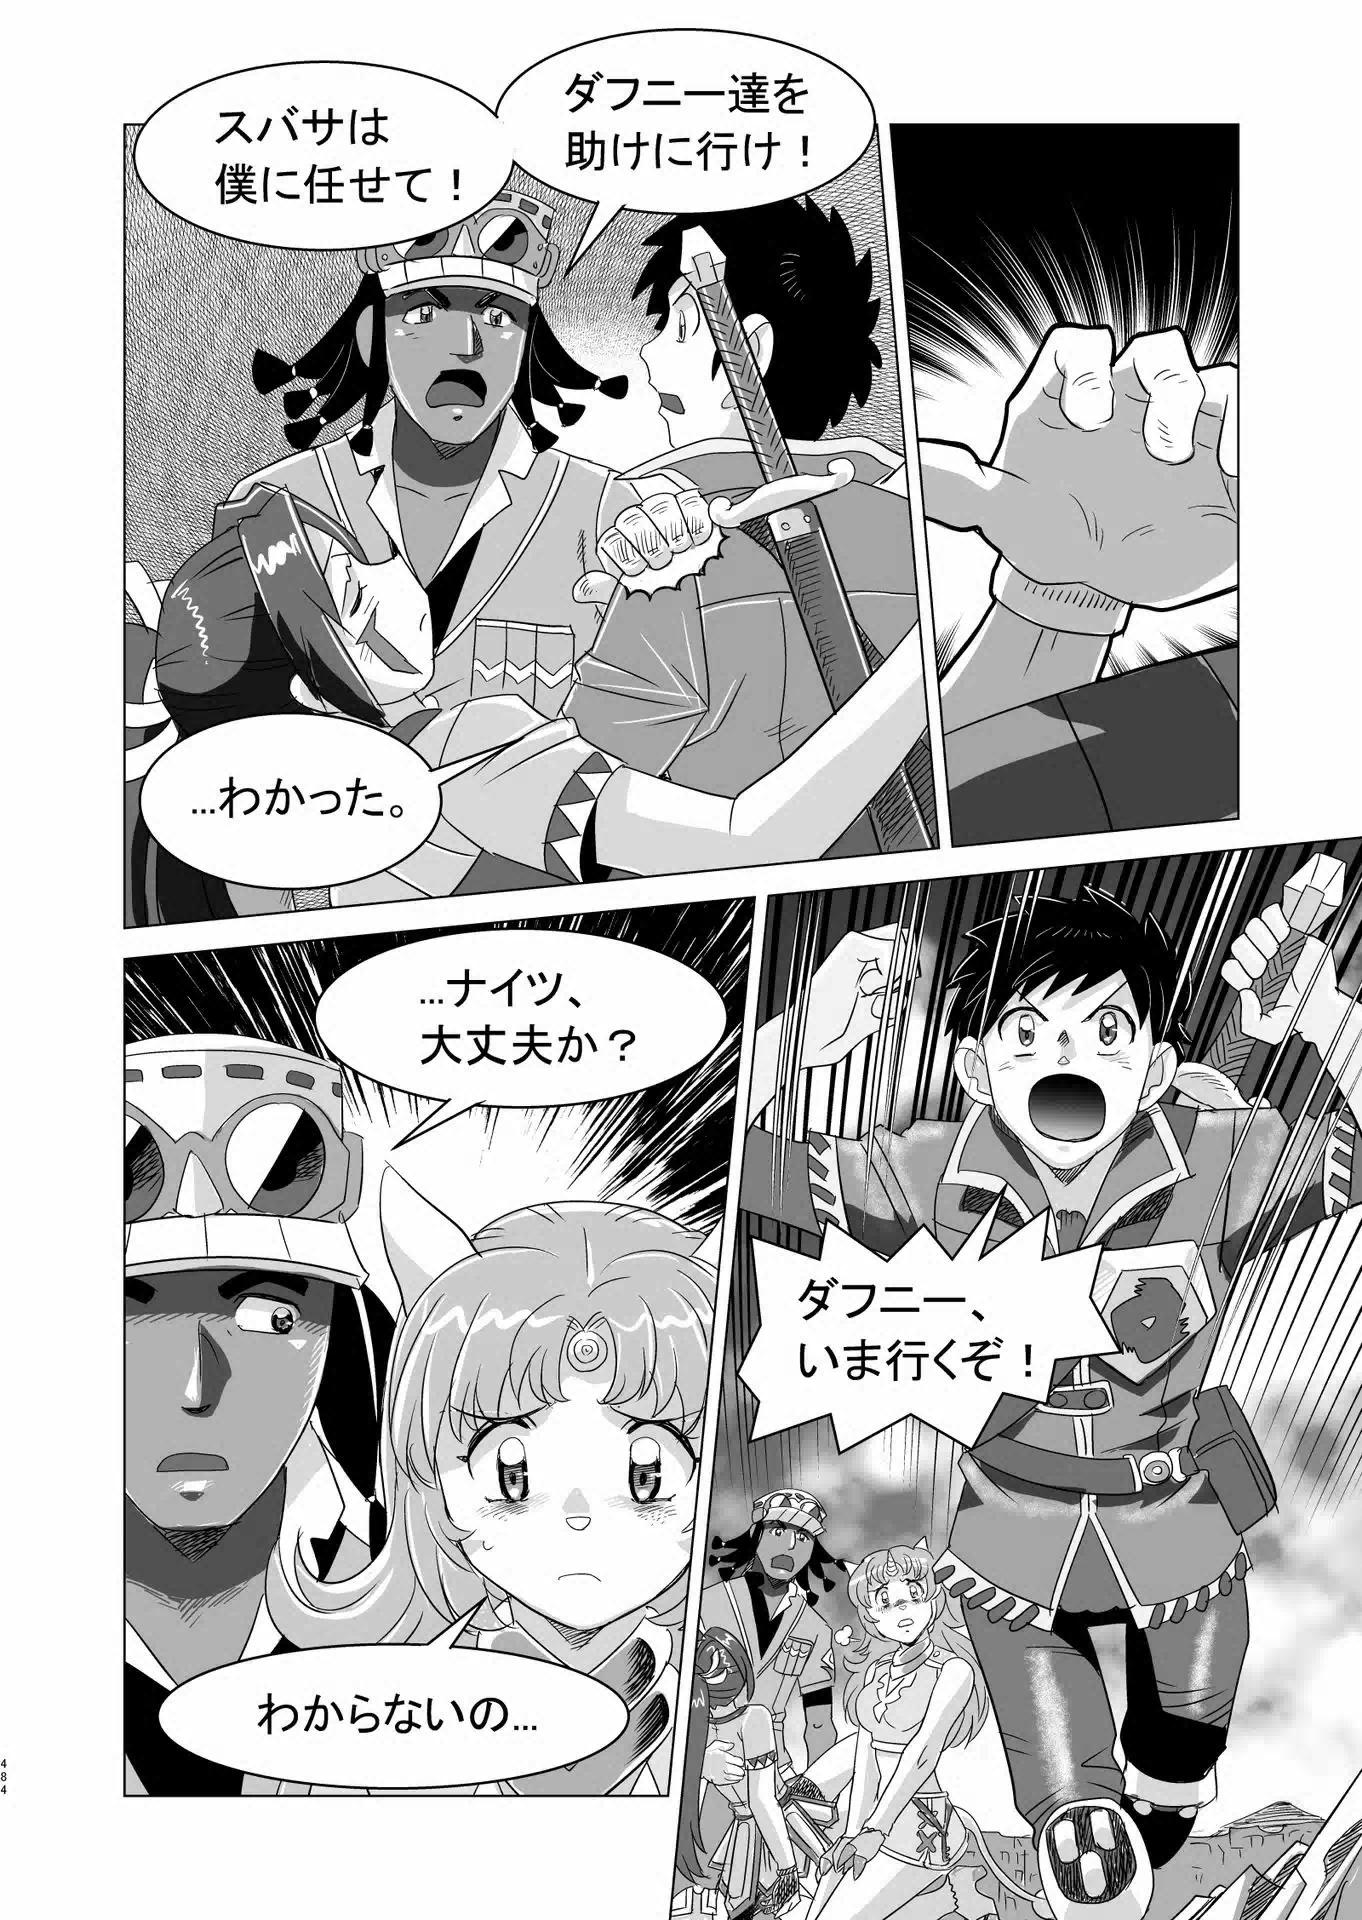 ダフニー達を
助けに行け！
スバサは
僕に任せて！
...わかった。
ダフニー、
いま行くぞ！
...ナイツ、
大丈夫か？
わからないの...
484